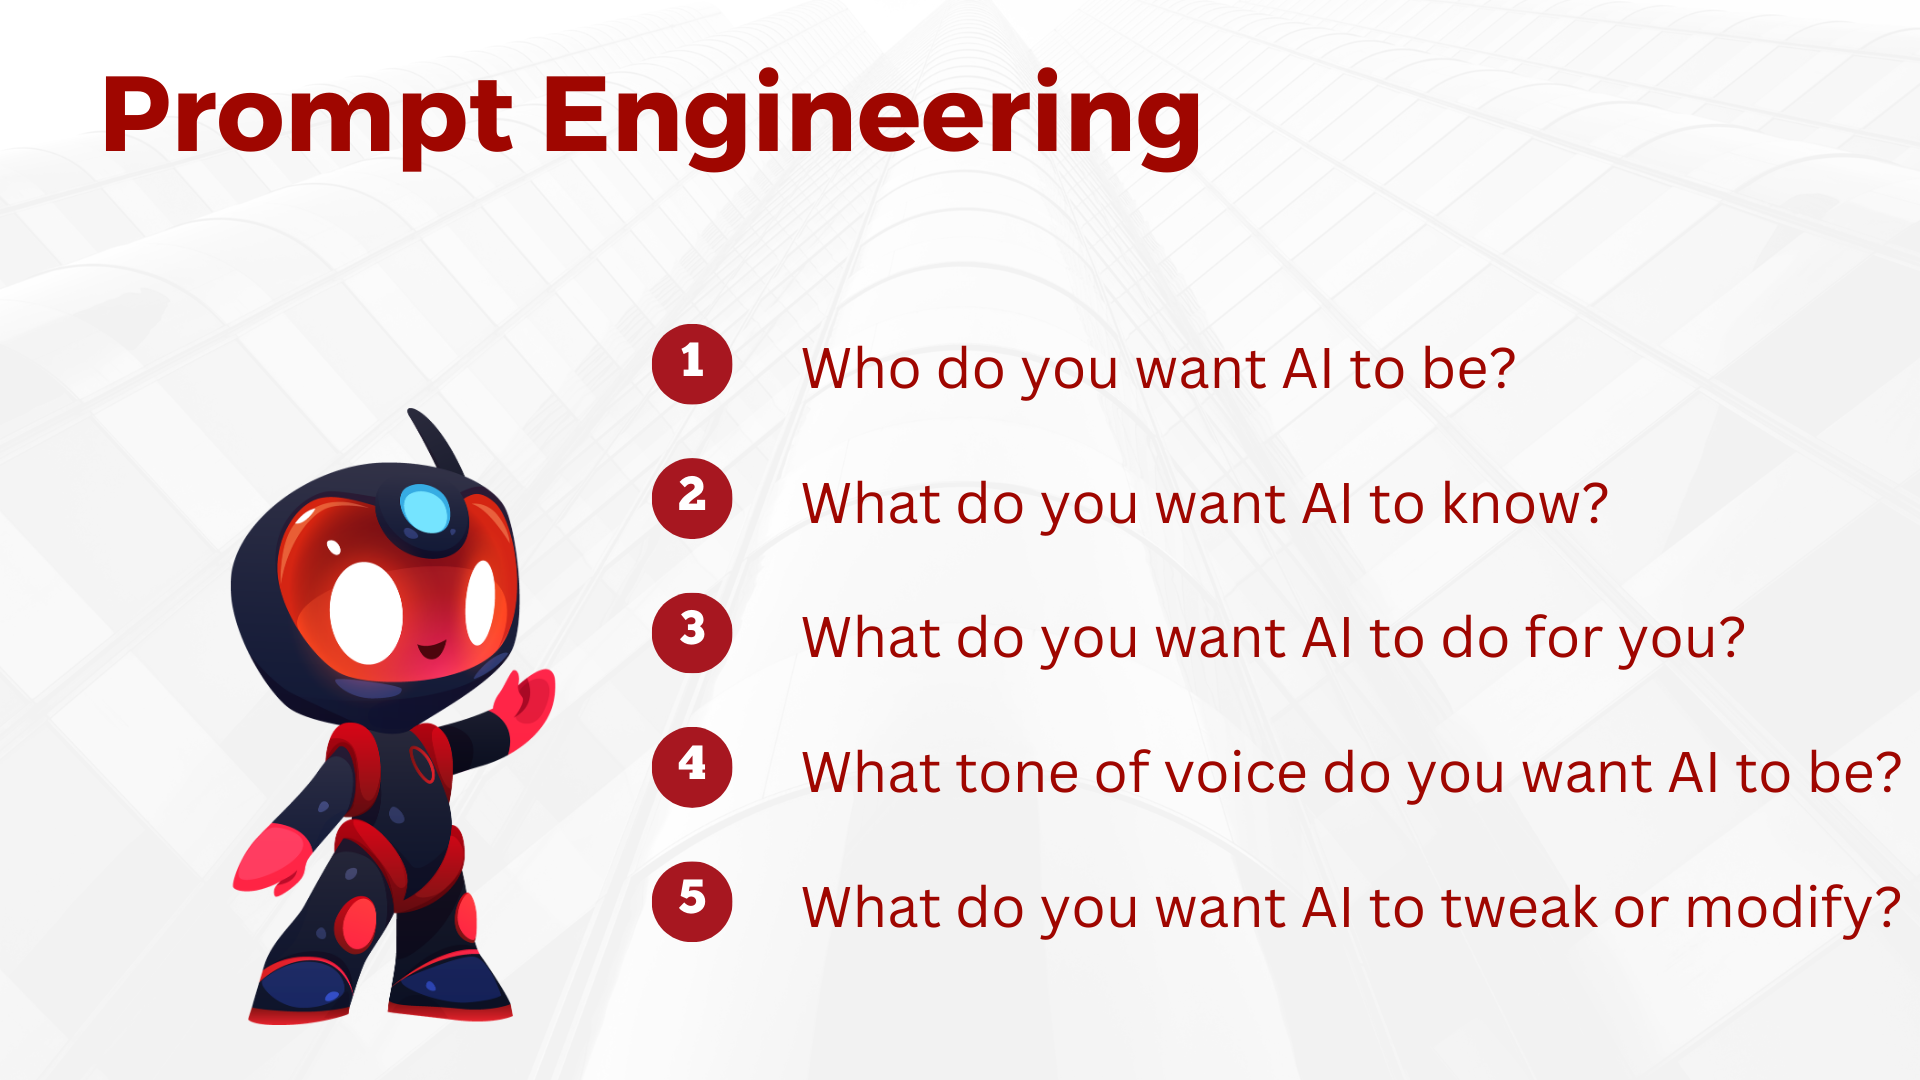 Prompt Engineering
1 Who do you want AI to be?
2 What do you want AI to know?
3 What do you want AI to do for you?
4 What tone of voice do you want AI to be?
5 What do you want AI to tweak or modify?